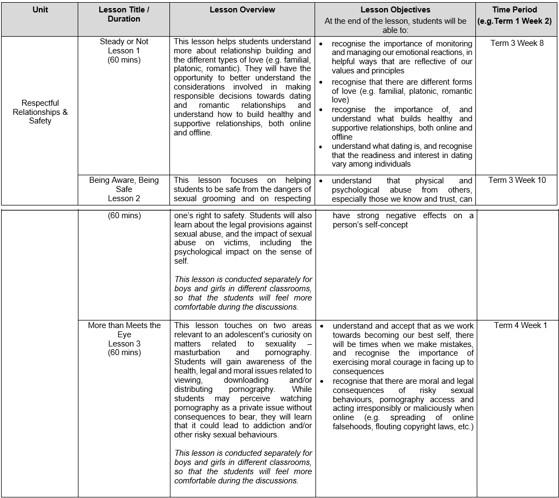 Unit
Lesson Title / Duration
Lesson Overview
Lesson Objectives
At the end of the lesson, students will be able to:
Time Period
(e.g. Term 1 Week 2)
Respectful
Relationships &
Safety
Steady or Not
Lesson 1
(60 mins)
This lesson helps students understand
more about relationship building and
the different types of love (e.g. familial,
platonic, romantic). They will have the
opportunity to better understand the
considerations involved in making
responsible decisions towards dating
and romantic relationships and
understand how to build healthy and
supportive relationships, both online
and offline.
• recognise the importance of monitoring
and managing our emotional reactions, in
helpful ways that are reflective of our
values and principles
• recognise that there are different forms
of love (e.g. familial, platonic, romantic
love)
• recognise the importance of, and
understand what builds healthy and
supportive relationships, both online and
offline
• understand what dating is, and recognise
that the readiness and interest in dating
vary among individuals
Term 3 Week 8
Being Aware, Being
Safe
Lesson 2
This lesson focuses on helping
students to be safe from the dangers of
sexual grooming and on respecting
• understand that physical and
psychological abuse from others,
especially those we know and trust, can
Term 3 Week 10
(60 mins)
one's right to safety. Students will also
learn about the legal provisions against
sexual abuse, and the impact of sexual
abuse on victims, including the
psychological impact on the sense of
self.
This lesson is conducted separately for
boys and girls in different classrooms,
so that the students will feel more
comfortable during the discussions.
have strong negative effects on a
person's self-concept
More than Meets the
Eye
Lesson 3
(60 mins)
This lesson touches on two areas
relevant to an adolescent's curiosity on
matters related to sexuality –
masturbation and pornography.
Students will gain awareness of the
health, legal and moral issues related to
viewing, downloading and/or
distributing pornography. While
students may perceive watching
pornography as a private issue without
consequences to bear, they will learn
that it could lead to addiction and/or
other risky sexual behaviours.
This lesson is conducted separately for
boys and girls in different classrooms,
so that the students will feel more
comfortable during the discussions.
• understand and accept that as we work
towards becoming our best self, there
will be times when we make mistakes,
and recognise the importance of
exercising moral courage in facing up to
consequences
• recognise that there are moral and legal
consequences of risky sexual
behaviours, pornography access and
acting irresponsibly or maliciously when
online (e.g. spreading of online
falsehoods, flouting copyright laws, etc.)
Term 4 Week 1